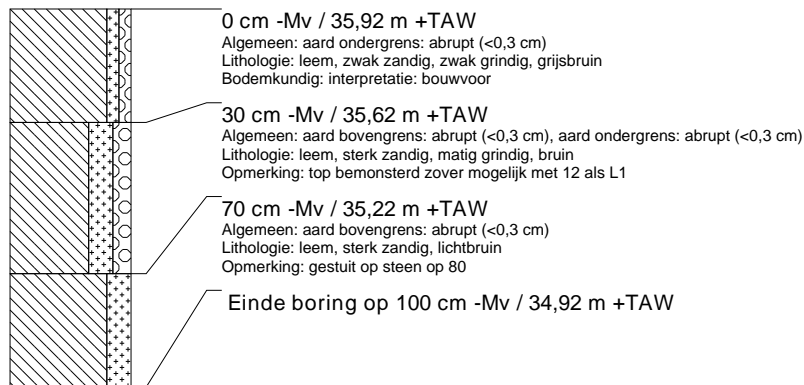 0 cm -Mv / 35,92 m +TAW
Algemeen: aard ondergrens: abrupt (<0,3 cm)
Lithologie: leem, zwak zandig, zwak grindig, grijsbruin
Bodemkundig: interpretatie: bouwvoor
30 cm -Mv / 35,62 m +TAW
Algemeen: aard bovengrens: abrupt (<0,3 cm), aard ondergrens: abrupt (<0,3 cm)
Lithologie: leem, sterk zandig, matig grindig, bruin
Opmerking: top bemonsterd zover mogelijk met 12 als L1
70 cm -Mv / 35,22 m +TAW
Algemeen: aard bovengrens: abrupt (<0,3 cm)
Lithologie: leem, sterk zandig, lichtbruin
Opmerking: gestuit op steen op 80
Einde boring op 100 cm -Mv / 34,92 m +TAW